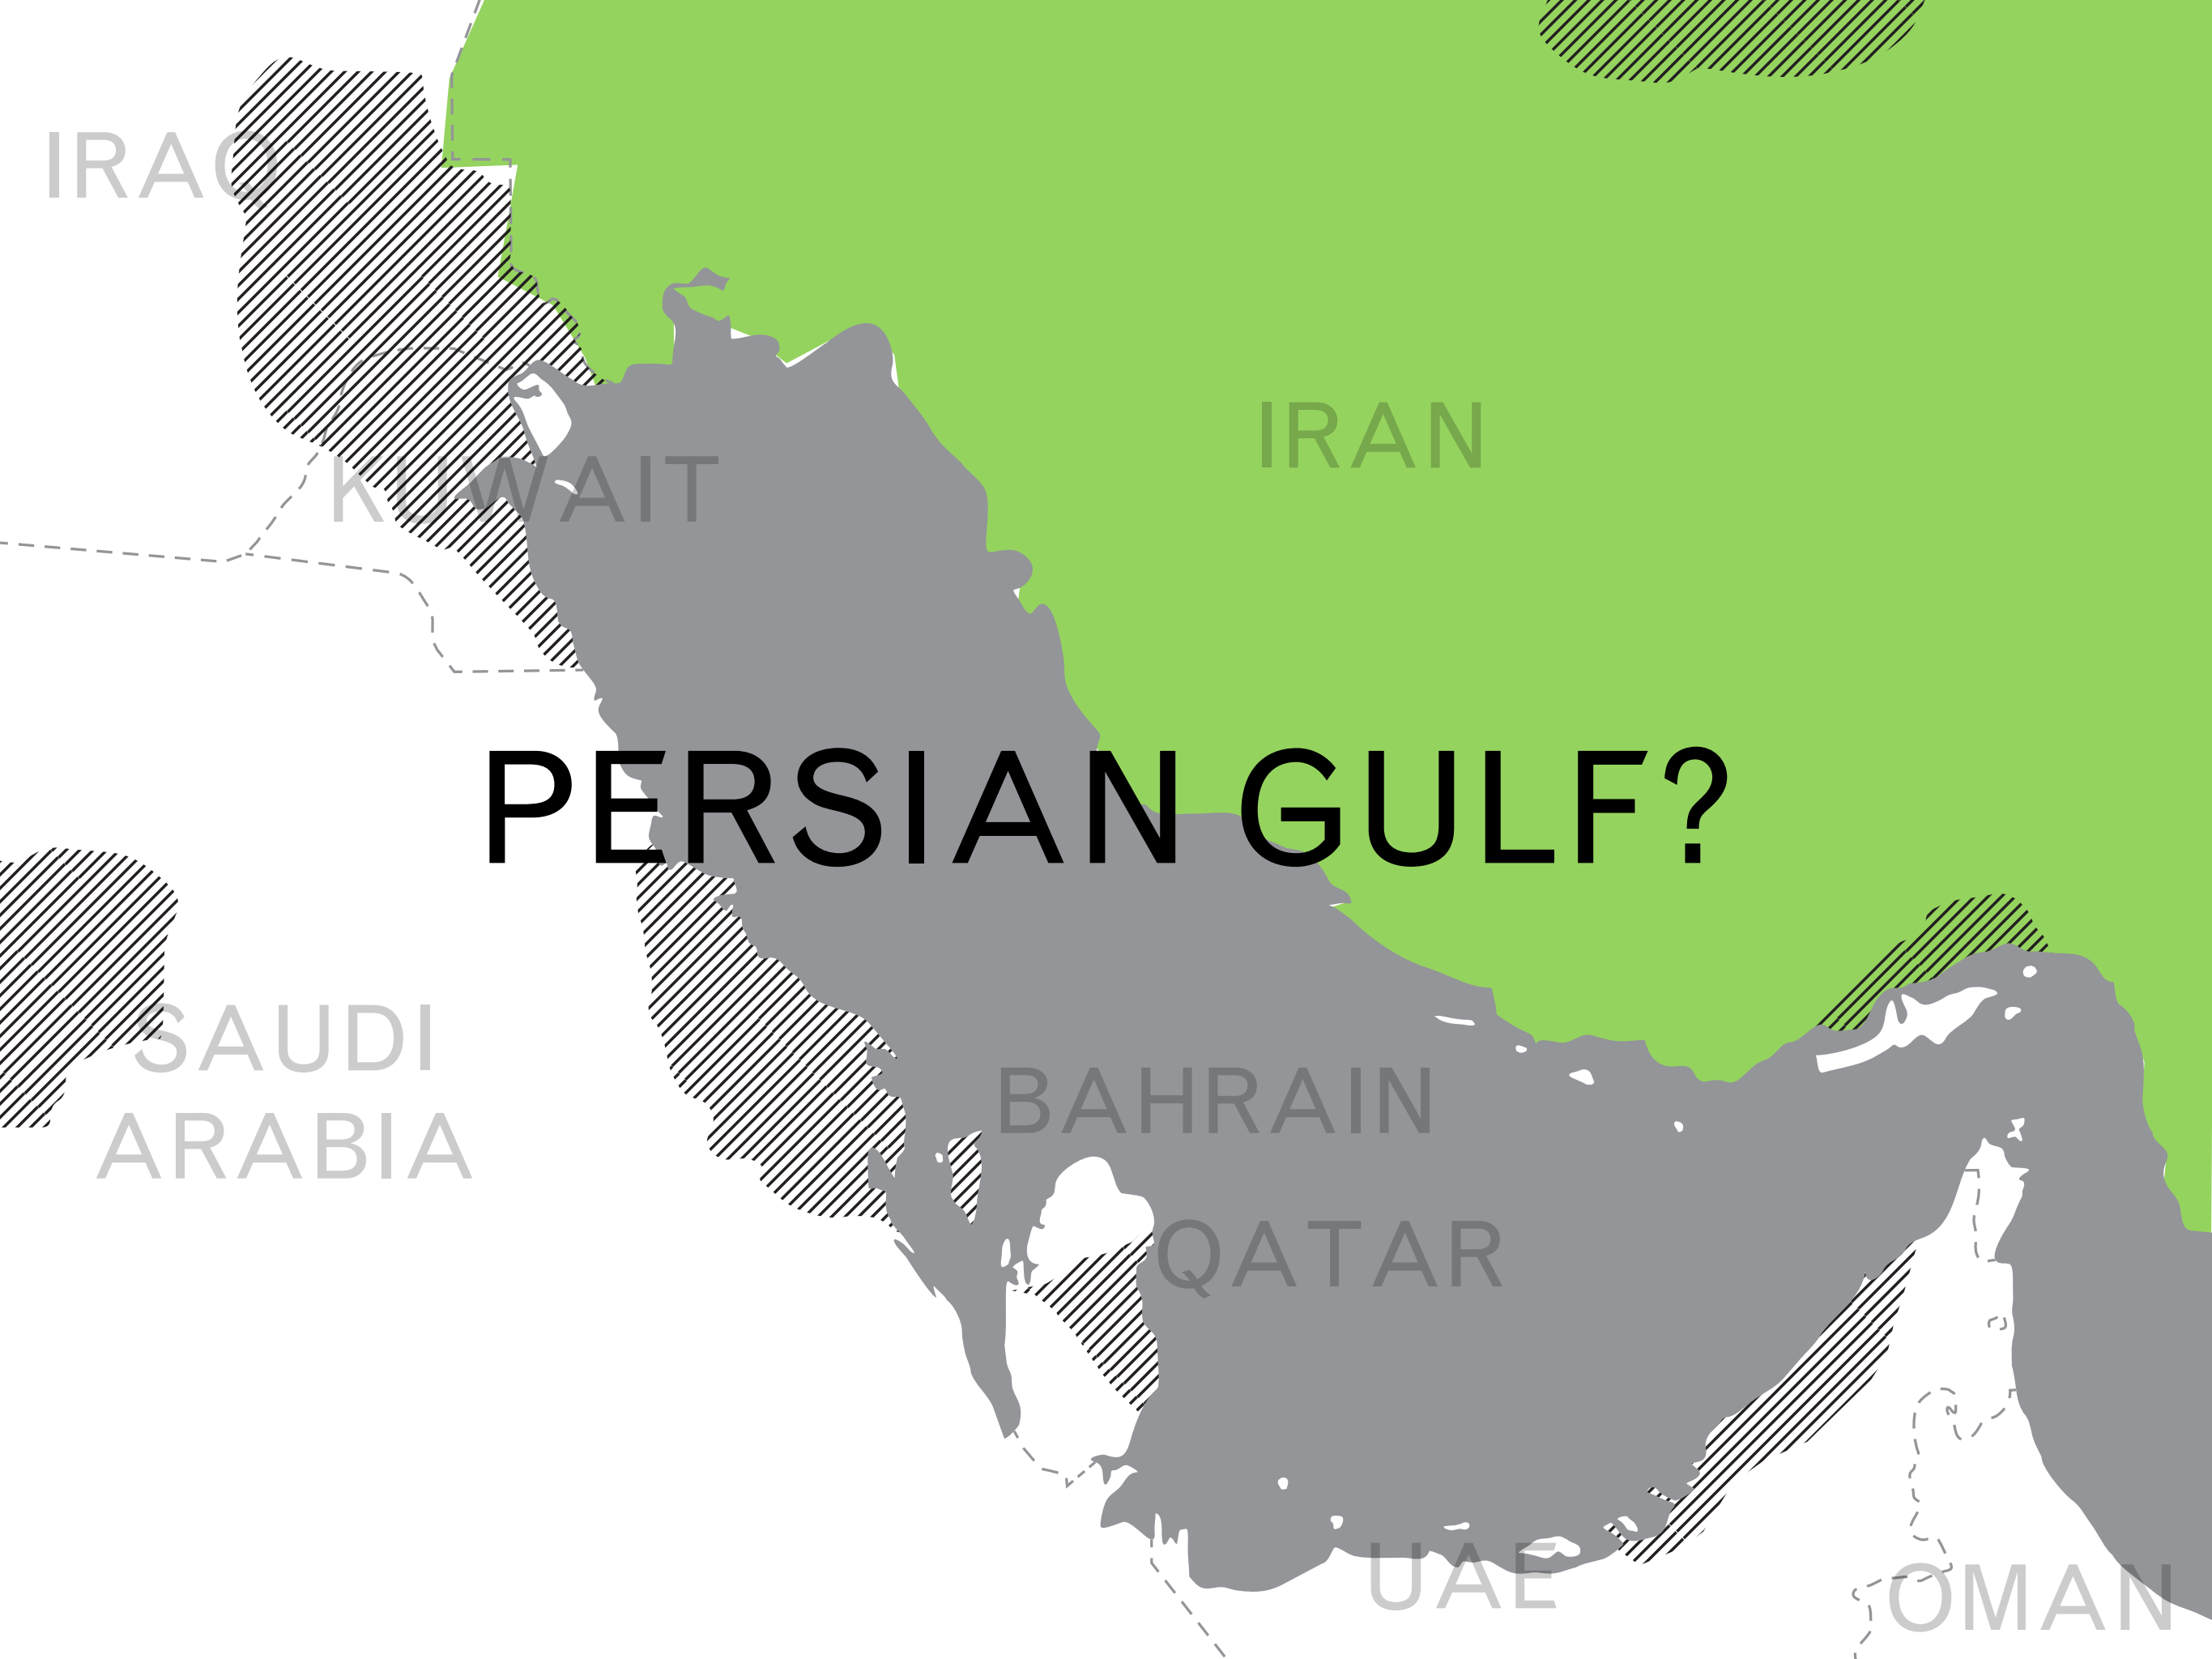 IRAQ
IRAN
KUWAIT
PERSIAN GULF?
SAUDI
ARABIA
BAHRAIN
QATAR
UAE
OMAN